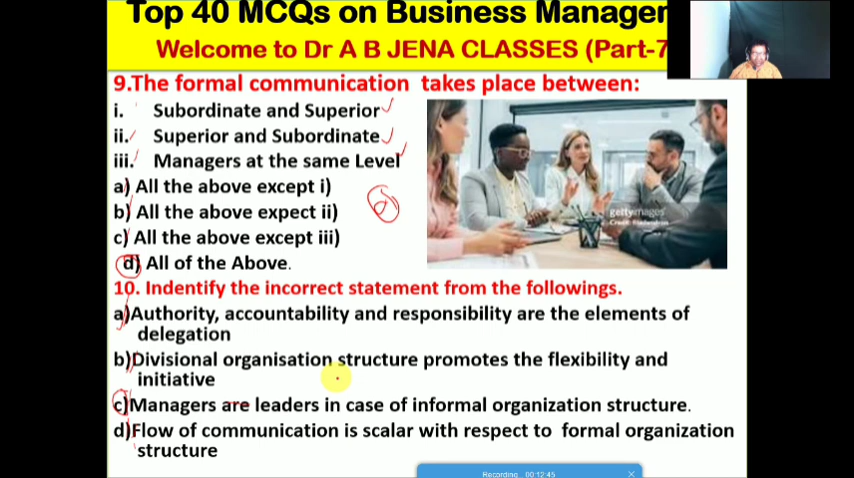 Top 40 MCQs on Business Manager
Welcome to Dr A B JENA CLASSES (Part-7
9.The formal communication takes place between:
i. Subordinate and Superior
ii. Superior and Subordinate
iii. Managers at the same Level
a) All the above except i)
b) All the above expect ii)
c) All the above except iii)
d) All of the Above.
gettyimages
10. Indentify the incorrect statement from the followings.
a)Authority, accountability and responsibility are the elements of
delegation
b)Divisional organisation structure promotes the flexibility and
initiative
c)Managers are leaders in case of informal organization structure.
d)Flow of communication is scalar with respect to formal organization
structure
Recording... 00:12:45